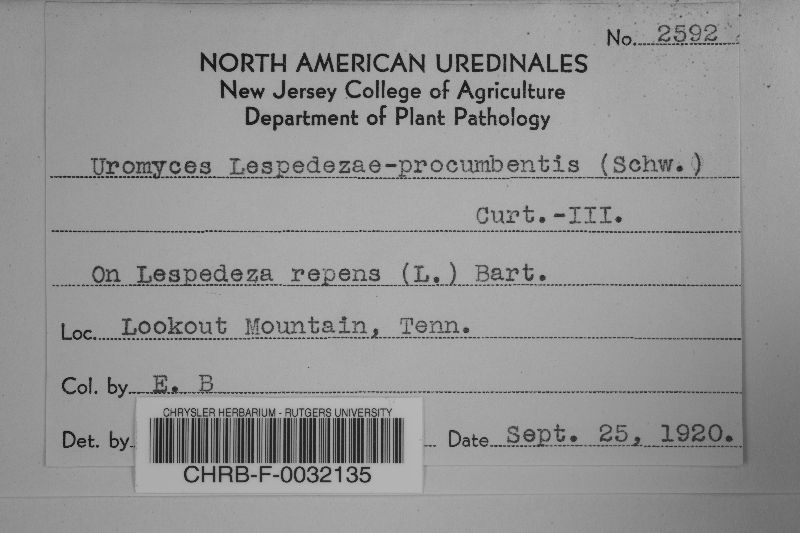 No. 2592
NORTH AMERICAN UREDINALES
New Jersey College of Agriculture
Department of Plant Pathology
Uromyces Lespedezae-procumbentis (Schw.)
Curt.-III.
On Lespedeza repens (L.) Bart.
Loc. Lookout Mountain, Tenn.
Col. by E. B
CHRYSLER HERBARIUM - RUTGERS UNIVERSITY
Det. by Date Sept. 25, 1920.
CHRB-F-0032135